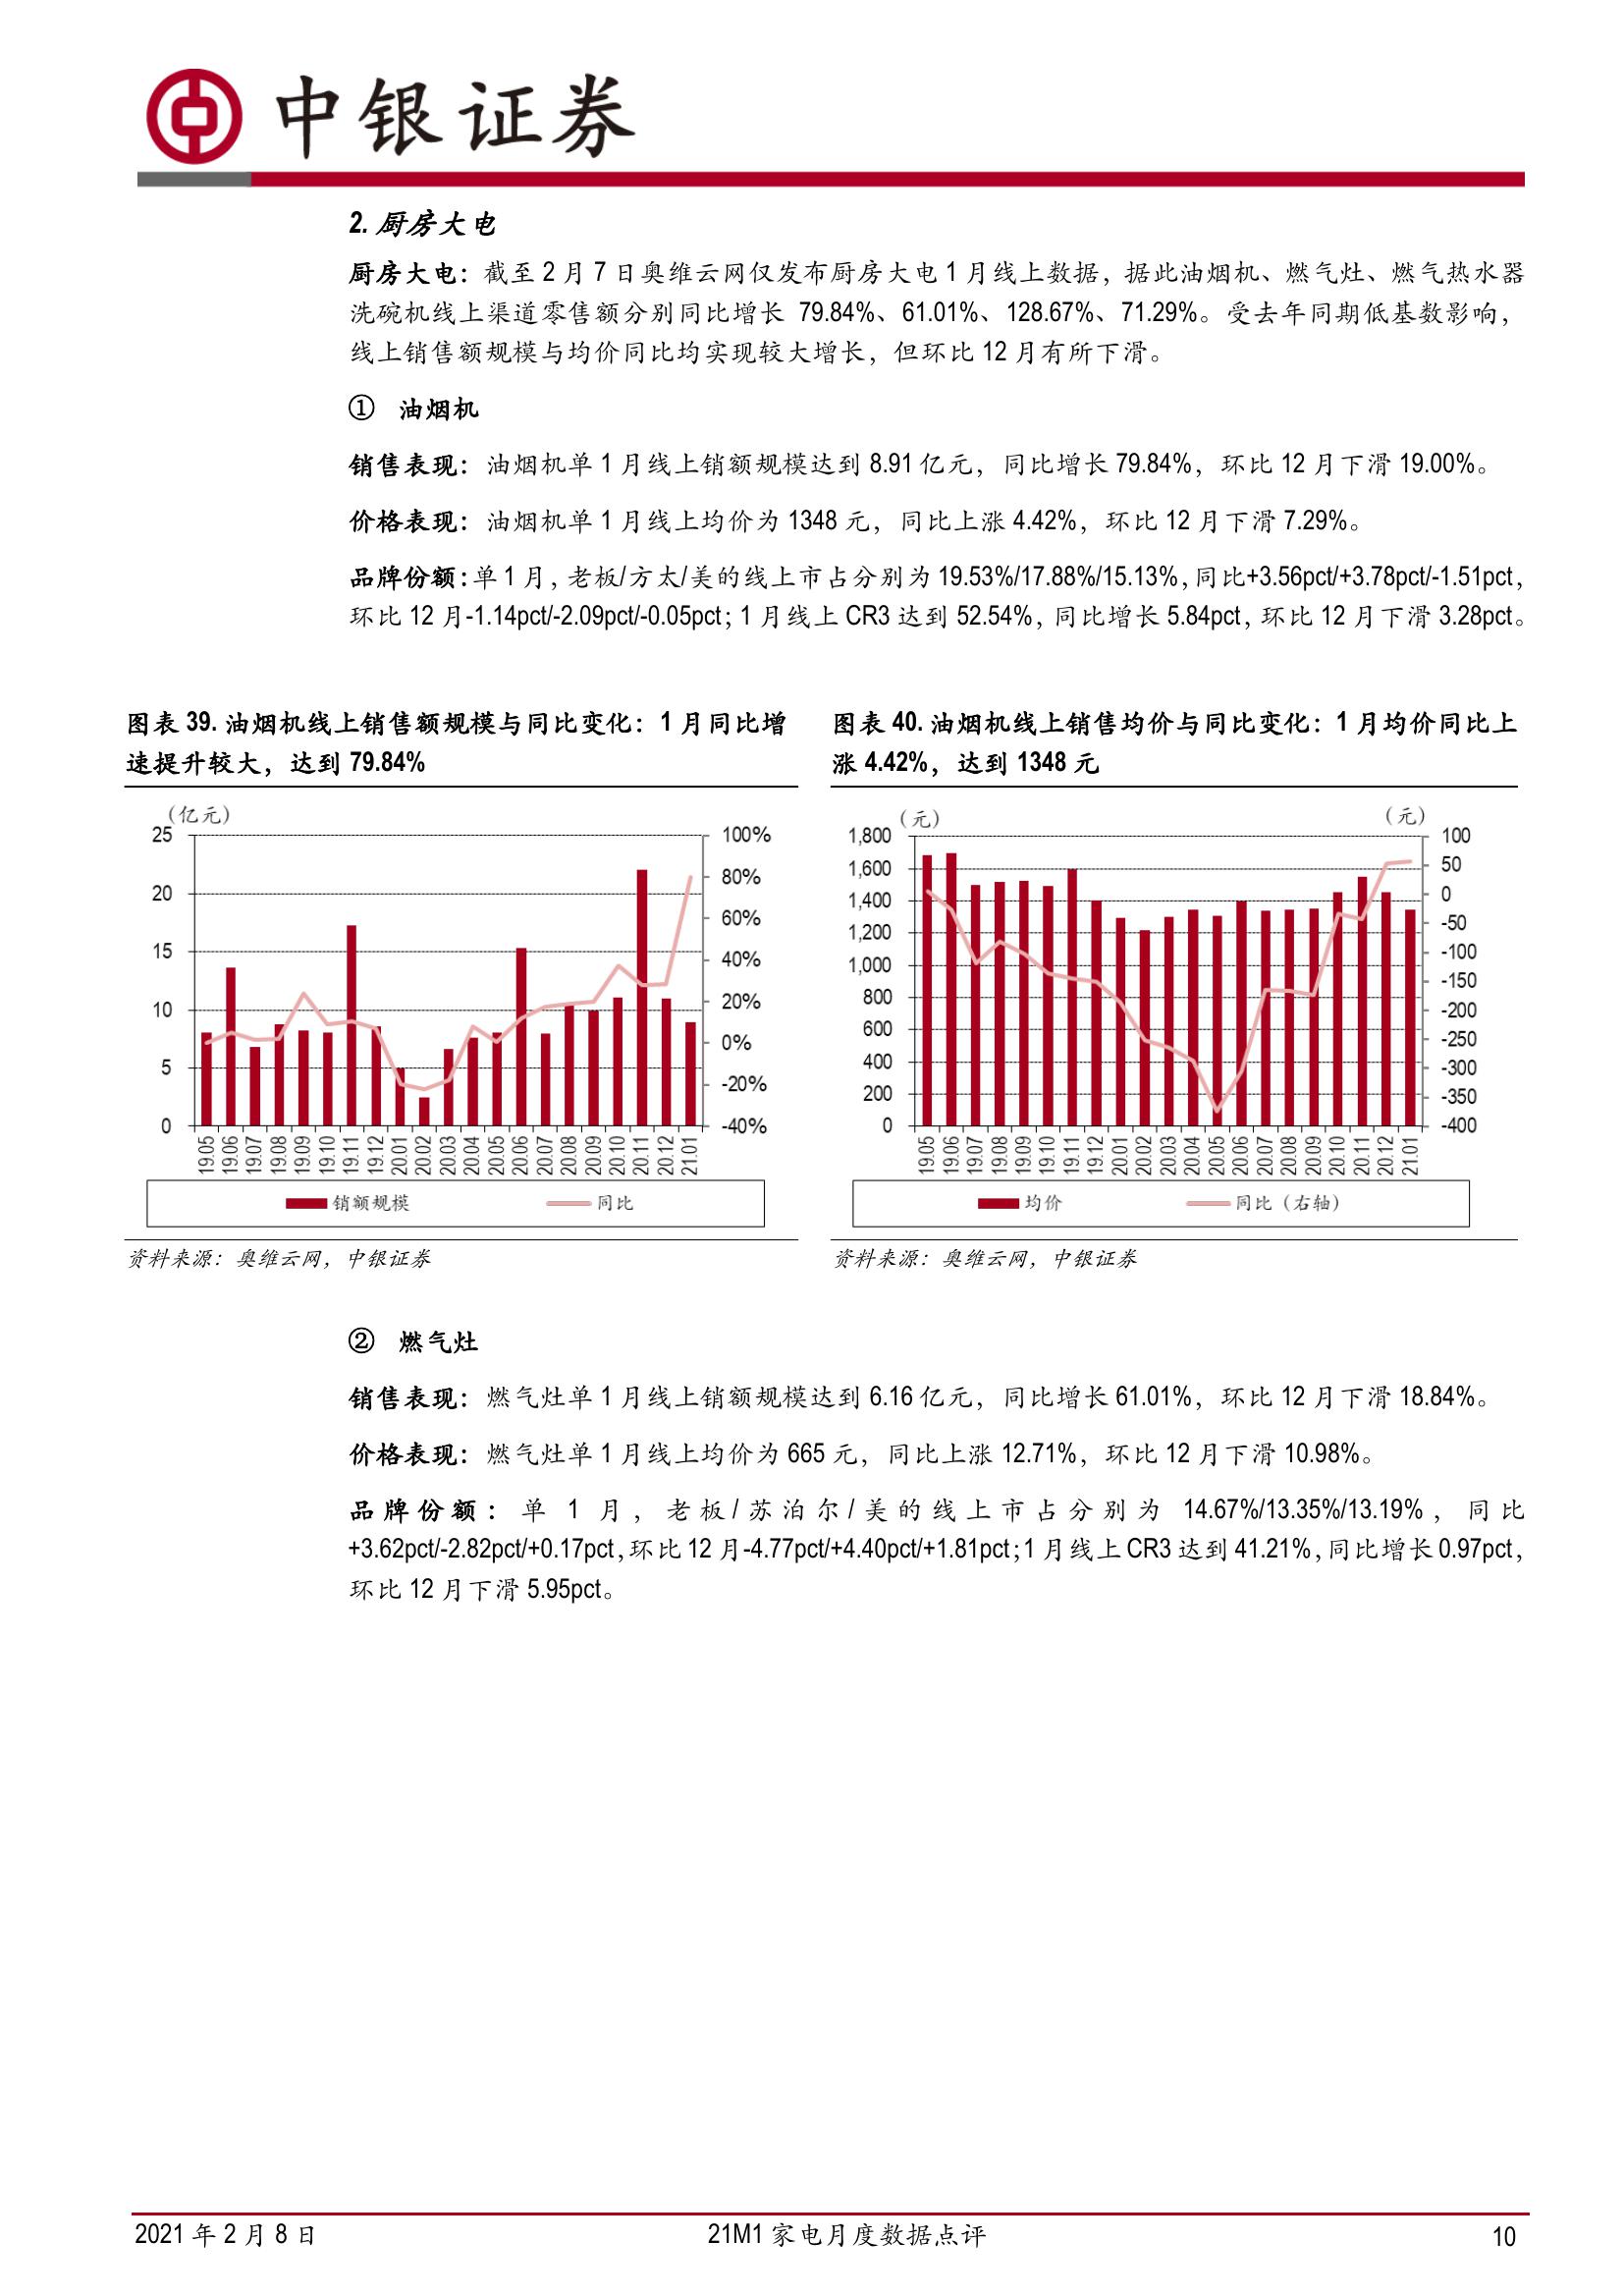 中银证券
2. 厨房大电
厨房大电：截至 2 月 7 日奥维云网仅发布厨房大电 1 月线上数据，据此油烟机、燃气灶、燃气热水器
洗碗机线上渠道零售额分别同比增长 79.84%、61.01%、128.67%、71.29%。受去年同期低基数影响，
线上销售额规模与均价同比均实现较大增长，但环比 12 月有所下滑。
① 油烟机
销售表现：油烟机单 1 月线上销额规模达到 8.91 亿元，同比增长 79.84%，环比 12 月下滑 19.00%。
价格表现：油烟机单 1 月线上均价为 1348 元，同比上涨 4.42%，环比 12 月下滑 7.29%。
品牌份额：单 1 月，老板/方太/美的线上市占分别为 19.53%/17.88%/15.13%，同比+3.56pct/+3.78pct/-1.51pct，
环比 12 月-1.14pct/-2.09pct/-0.05pct；1 月线上 CR3 达到 52.54%，同比增长 5.84pct，环比 12 月下滑 3.28pct。
图表 39. 油烟机线上销售额规模与同比变化：1 月同比增
速提升较大，达到 79.84%
(亿元)
25
20
15
10
5
0
100%
80%
60%
40%
20%
0%
-20%
-40%
19.05 19.06 19.07 19.08 19.09 19.10 19.11 19.12 20.01 20.02 20.03 20.04 20.05 20.06 20.07 20.08 20.09 20.10 20.11 20.12 21.01
销额规模 同比
资料来源：奥维云网，中银证券
图表 40. 油烟机线上销售均价与同比变化：1 月均价同比上
涨 4.42%，达到 1348 元
(元)
(元)
1,800
1,600
1,400
1,200
1,000
800
600
400
200
0
100
50
0
-50
-100
-150
-200
-250
-300
-350
-400
19.05 19.06 19.07 19.08 19.09 19.10 19.11 19.12 20.01 20.02 20.03 20.04 20.05 20.06 20.07 20.08 20.09 20.10 20.11 20.12 21.01
均价 同比（右轴）
资料来源：奥维云网，中银证券
② 燃气灶
销售表现：燃气灶单 1 月线上销额规模达到 6.16 亿元，同比增长 61.01%，环比 12 月下滑 18.84%。
价格表现：燃气灶单 1 月线上均价为 665 元，同比上涨 12.71%，环比 12 月下滑 10.98%。
品牌份额：单 1 月，老板/苏泊尔/美的线上市占分别为 14.67%/13.35%/13.19%，同比
+3.62pct/-2.82pct/+0.17pct，环比 12 月-4.77pct/+4.40pct/+1.81pct；1 月线上 CR3 达到 41.21%，同比增长 0.97pct，
环比 12 月下滑 5.95pct。
2021 年 2 月 8 日
21M1 家电月度数据点评
10